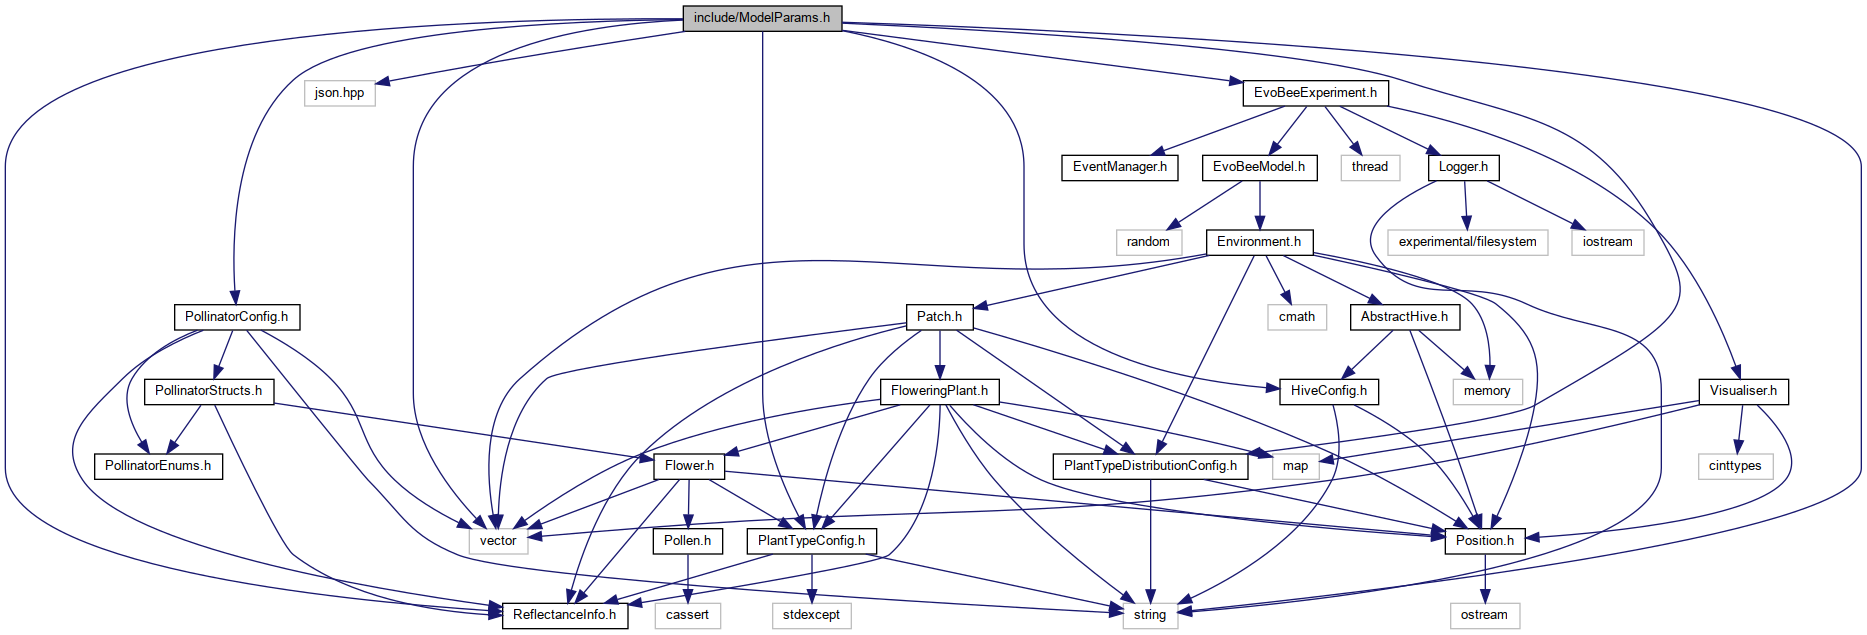 include/ModelParams.h
json.hpp
EvoBeeExperiment.h
EventManager.h
EvoBeeModel.h
thread
Logger.h
random
Environment.h
experimental/filesystem
iostream
PollinatorConfig.h
Patch.h
cmath
AbstractHive.h
PollinatorStructs.h
FloweringPlant.h
HiveConfig.h
memory
Visualiser.h
PollinatorEnums.h
Flower.h
PlantTypeDistributionConfig.h
map
cinttypes
vector
Pollen.h
PlantTypeConfig.h
Position.h
ReflectanceInfo.h
cassert
stdexcept
string
ostream